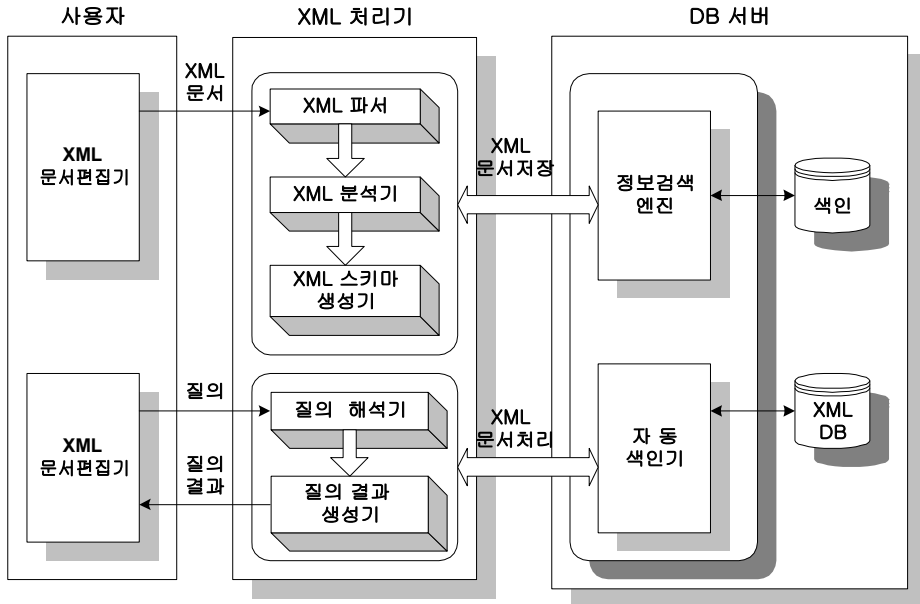 사용자
XML 처리기
DB 서버
XML
문서편집기
XML
문서
XML 파서
XML 분석기
XML 스키마
생성기
XML
문서저장
정보검색
엔진
색인
XML
문서편집기
질의
질의
결과
질의 해석기
질의 결과
생성기
XML
문서처리
자 동
색인기
XML
DB